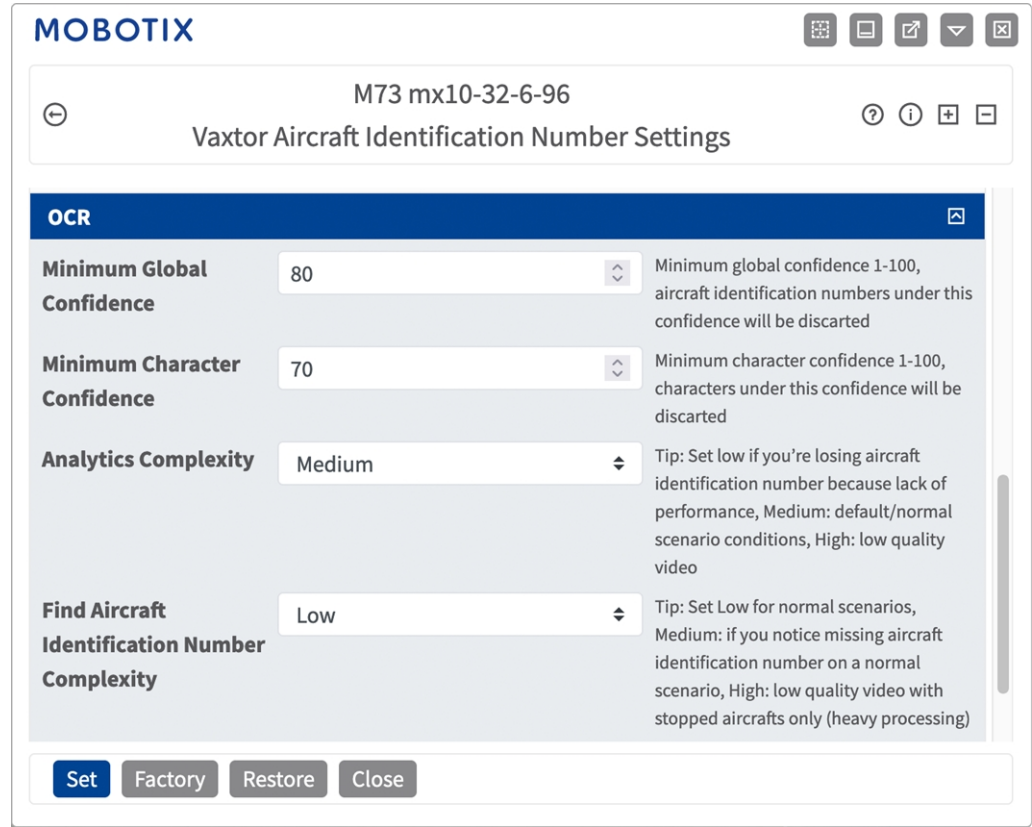 MOBOTIX
M73 mx10-32-6-96
Vaxtor Aircraft Identification Number Settings
OCR
Minimum Global
Confidence
80
Minimum global confidence 1-100,
aircraft identification numbers under this
confidence will be discarted
Minimum Character
Confidence
70
Minimum character confidence 1-100,
characters under this confidence will be
discarted
Analytics Complexity
Medium
Tip: Set low if you're losing aircraft
identification number because lack of
performance, Medium: default/normal
scenario conditions, High: low quality
video
Find Aircraft
Identification Number
Complexity
Low
Tip: Set Low for normal scenarios,
Medium: if you notice missing aircraft
identification number on a normal
scenario, High: low quality video with
stopped aircrafts only (heavy processing)
Set Factory Restore Close